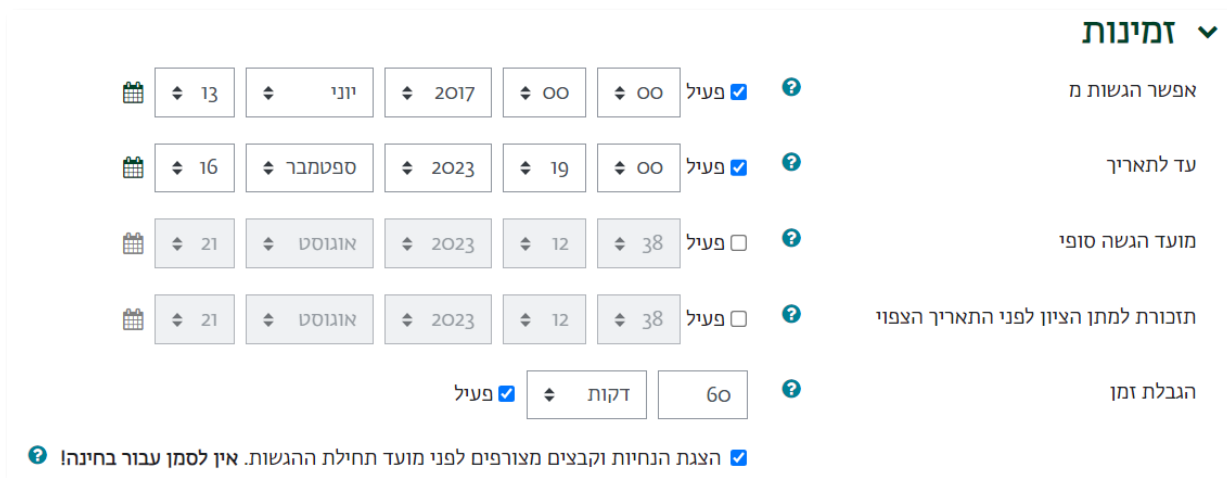 זמינות
אפשר הגשות מ ? פעיל 00 00 2017 יוני 13
עד לתאריך ? פעיל 00 19 2023 ספטמבר 16
מועד הגשה סופי ? פעיל 38 12 2023 אוגוסט 21
תזכורת למתן הציון לפני התאריך הצפוי ? פעיל 38 12 2023 אוגוסט 21
הגבלת זמן ? 60 דקות פעיל
הצגת הנחיות וקבצים מצורפים לפני מועד תחילת ההגשות. אין לסמן עבור בחינה! ?